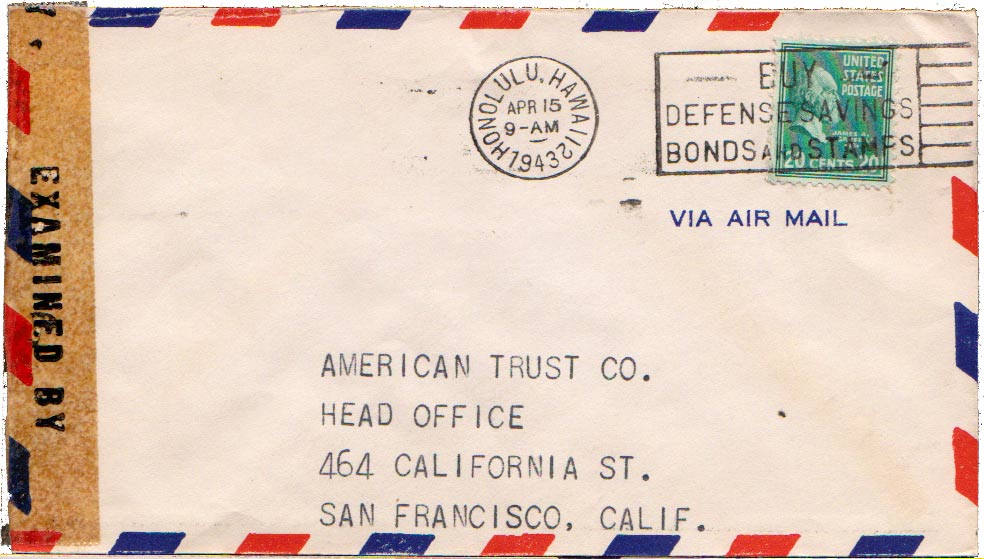 HONOLULU, HAWAII
APR 15
9-AM
1943
BUY
DEFENSE SAVINGS
BONDS AND STAMPS
UNITED
STATES
POSTAGE
JAMES A.
20 CENTS 20
VIA AIR MAIL
EXAMINED BY
AMERICAN TRUST CO.
HEAD OFFICE
464 CALIFORNIA ST.
SAN FRANCISCO, CALIF.